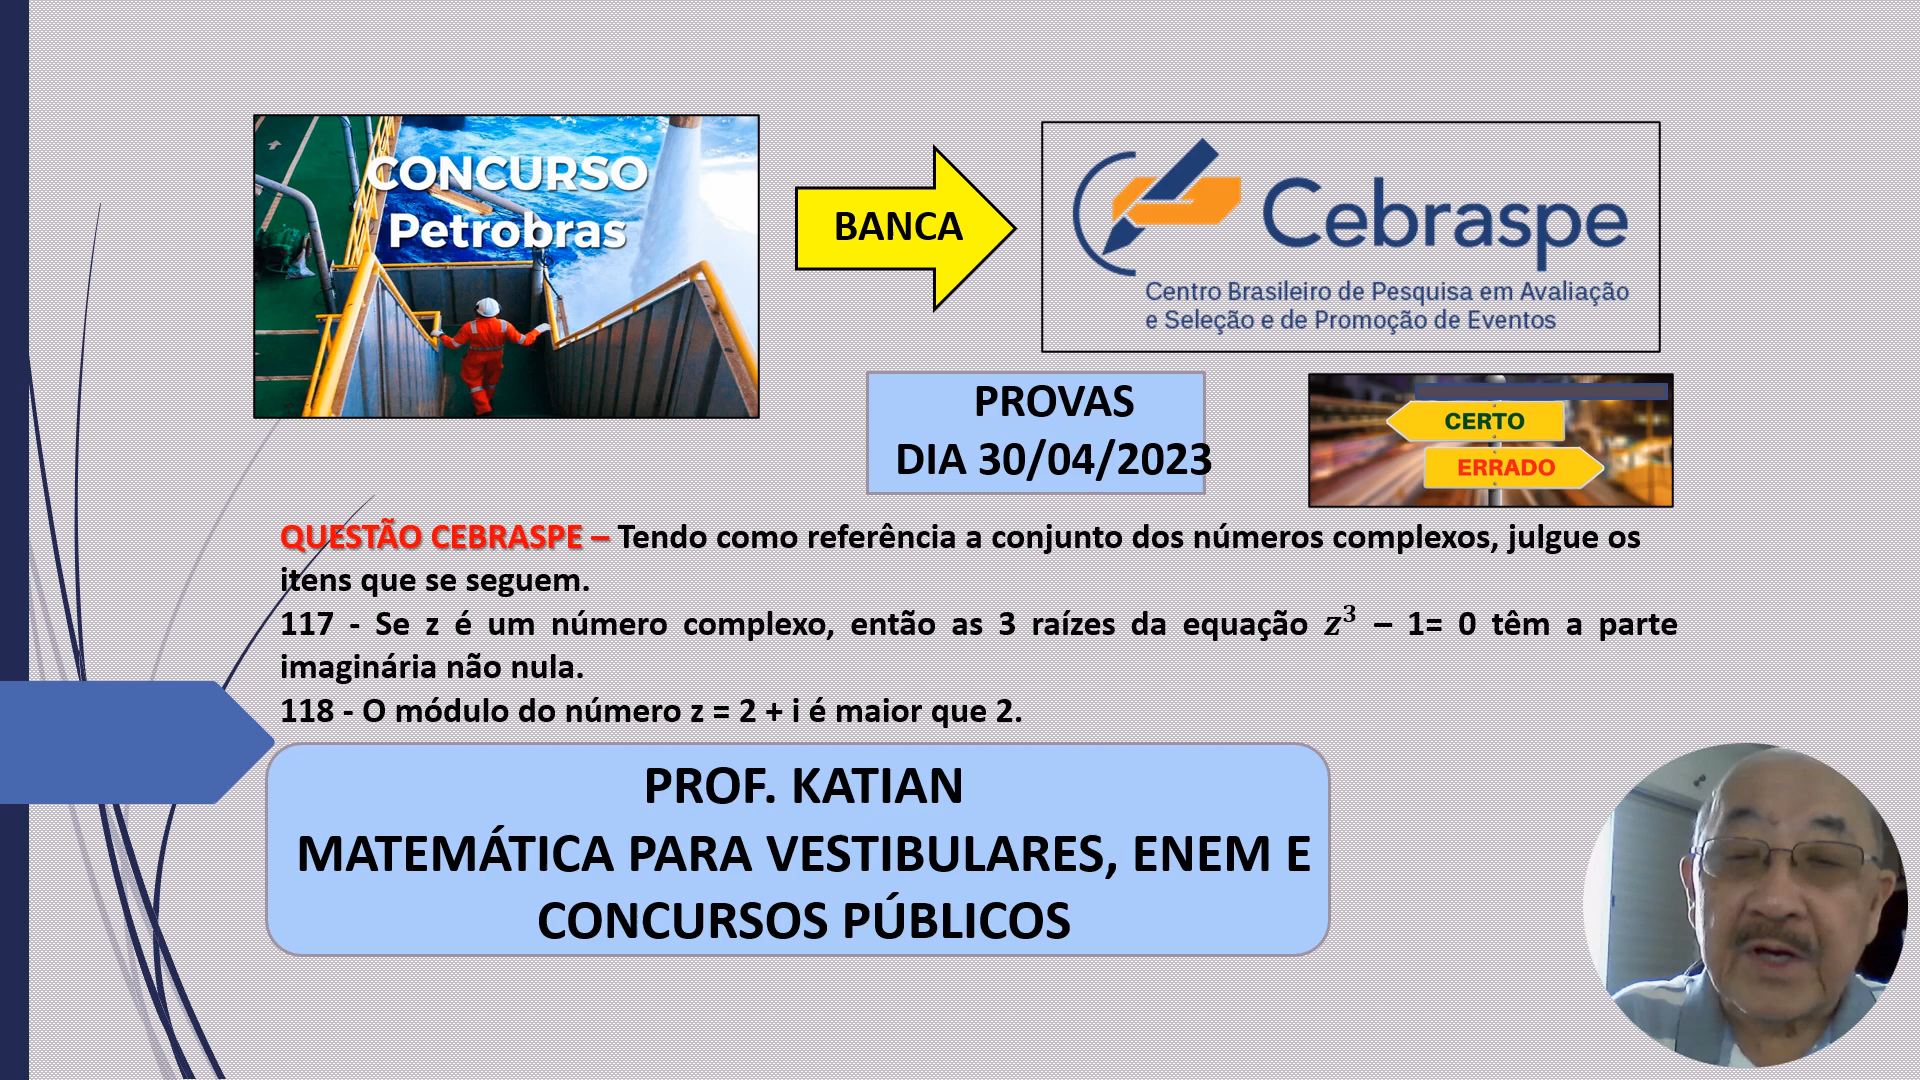 CONCURSO
Petrobras
BANCA
Cebraspe
Centro Brasileiro de Pesquisa em Avaliação
e Seleção e de Promoção de Eventos
PROVAS
DIA 30/04/2023
CERTO
ERRADO
QUESTÃO CEBRASPE – Tendo como referência a conjunto dos números complexos, julgue os
itens que se seguem.
117 - Se z é um número complexo, então as 3 raízes da equação z³ – 1= 0 têm a parte
imaginária não nula.
118 - O módulo do número z = 2 + i é maior que 2.
PROF. KATIAN
MATEMÁTICA PARA VESTIBULARES, ENEM E
CONCURSOS PÚBLICOS